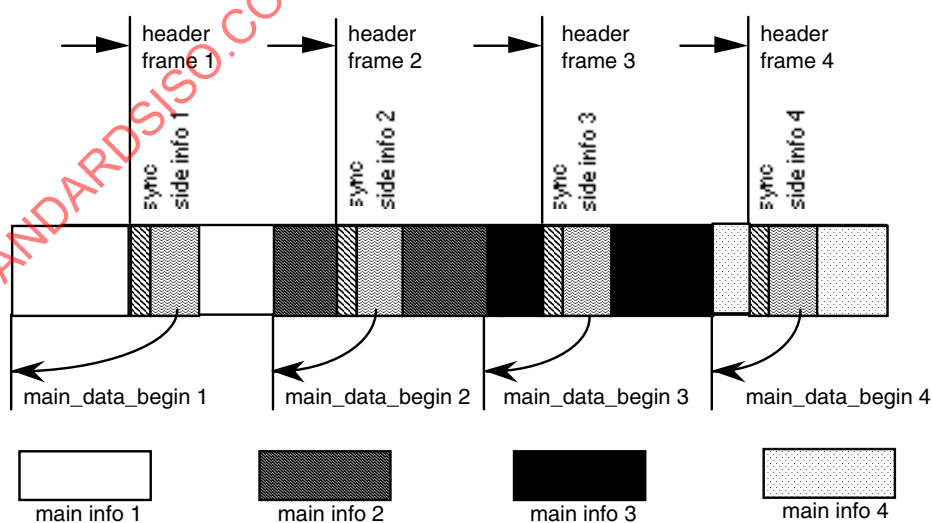 header
frame 1
header
frame 2
header
frame 3
header
frame 4
sync
side info 1
sync
side info 2
sync
side info 3
sync
side info 4
ANDARDSISO.CO
main_data_begin 1
main_data_begin 2
main_data_begin 3
main_data_begin 4
main info 1
main info 2
main info 3
main info 4